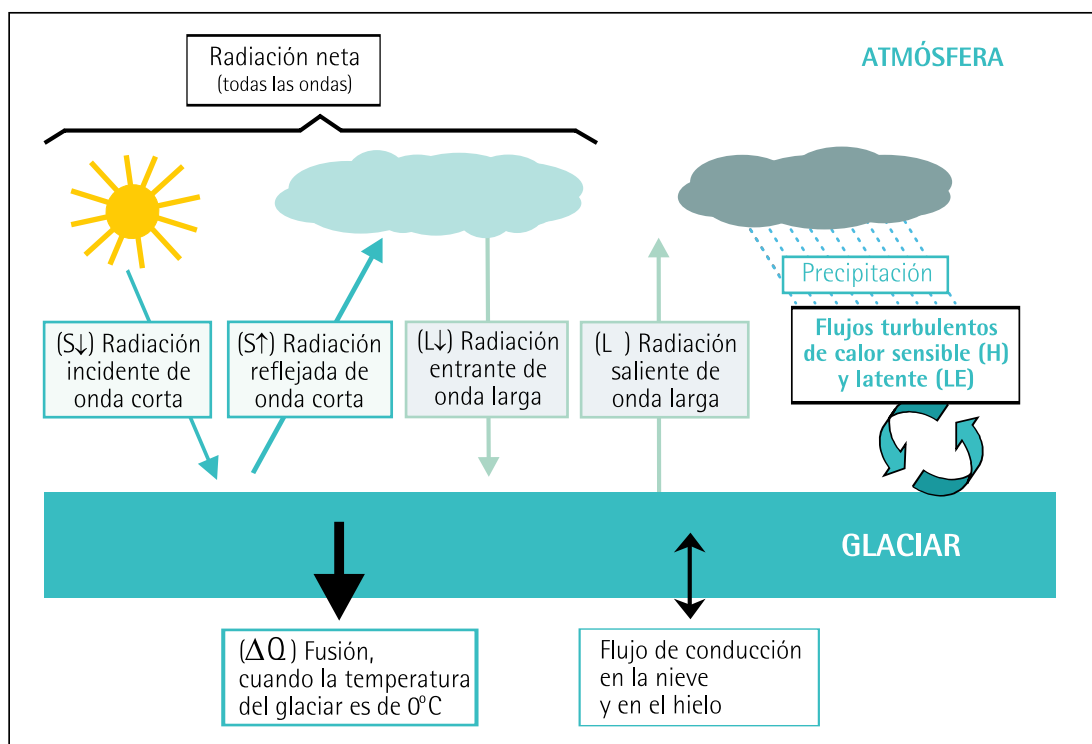 Radiación neta
(todas las ondas)
ATMÓSFERA
Precipitación
(S↓) Radiación
incidente de
onda corta
(S↑) Radiación
reflejada de
onda corta
(L↓) Radiación
entrante de
onda larga
(L ) Radiación
saliente de
onda larga
Flujos turbulentos
de calor sensible (H)
y latente (LE)
GLACIAR
(ΔQ) Fusión,
cuando la temperatura
del glaciar es de 0°C
Flujo de conducción
en la nieve
y en el hielo